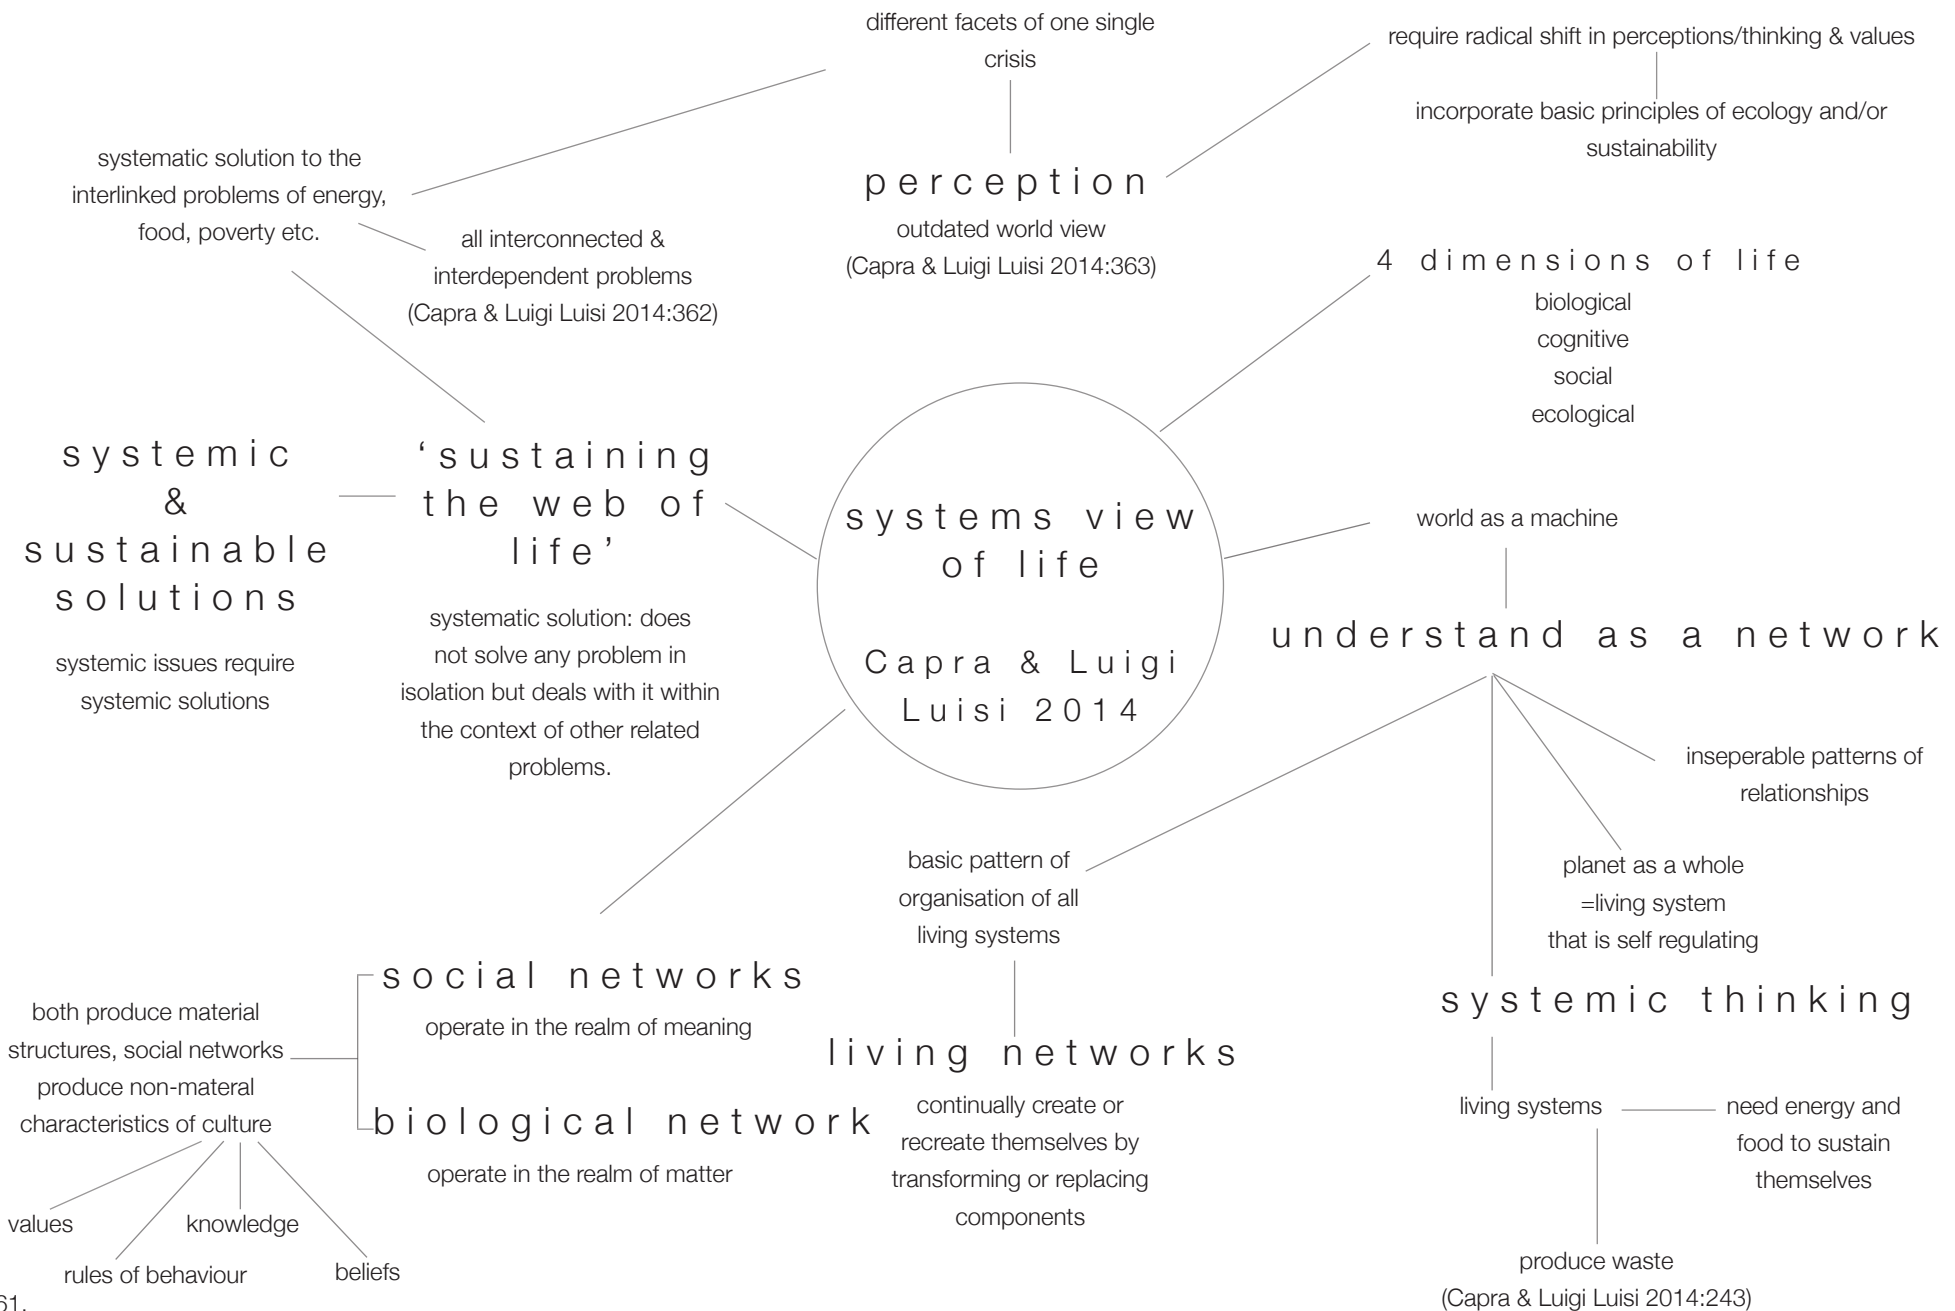 different facets of one single
crisis
perception
outdated world view
(Capra & Luigi Luisi 2014:363)
require radical shift in perceptions/thinking & values
incorporate basic principles of ecology and/or
sustainability
systematic solution to the
interlinked problems of energy,
food, poverty etc.
all interconnected &
interdependent problems
(Capra & Luigi Luisi 2014:362)
4 dimensions of life
biological
cognitive
social
ecological
systemic
&
sustainable
solutions
systemic issues require
systemic solutions
‘sustaining
the web of
life’
systematic solution: does
not solve any problem in
isolation but deals with it within
the context of other related
problems.
systems view
of life
Capra & Luigi
Luisi 2014
world as a machine
understand as a network
inseperable patterns of
relationships
planet as a whole
=living system
that is self regulating
basic pattern of
organisation of all
living systems
living networks
continually create or
recreate themselves by
transforming or replacing
components
social networks
operate in the realm of meaning
biological network
operate in the realm of matter
both produce material
structures, social networks
produce non-materal
characteristics of culture
values
knowledge
rules of behaviour
beliefs
systemic thinking
living systems
need energy and
food to sustain
themselves
produce waste
(Capra & Luigi Luisi 2014:243)
61.